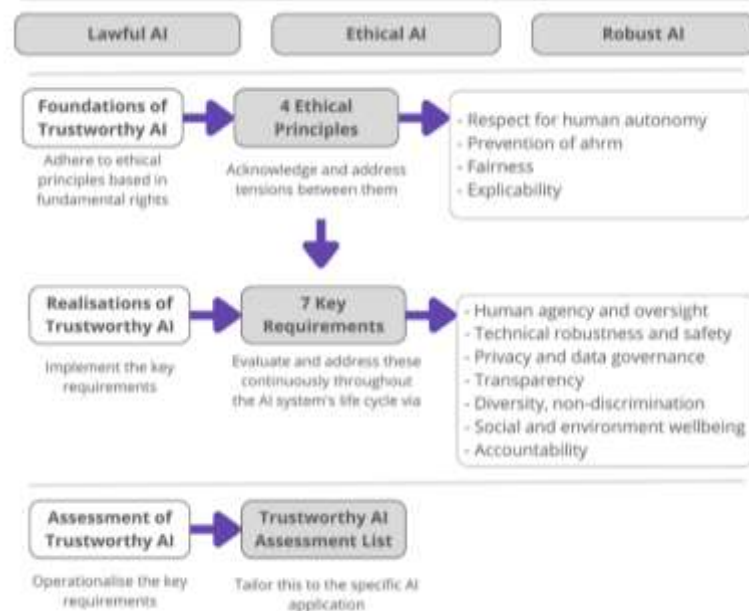 Lawful AI
Ethical AI
Robust AI
Foundations of
Trustworthy AI
Adhere to ethical
principles based in
fundamental rights
4 Ethical
Principles
Acknowledge and address
tensions between them
- Respect for human autonomy
- Prevention of ahrm
- Fairness
- Explicability
Realisations of
Trustworthy AI
Implement the key
requirements
7 Key
Requirements
Evaluate and address these
continuously throughout
the AI system's life cycle via
- Human agency and oversight
- Technical robustness and safety
- Privacy and data governance
- Transparency
- Diversity, non-discrimination
- Social and environment wellbeing
- Accountability
Assessment of
Trustworthy AI
Operationalise the key
requirements
Trustworthy AI
Assessment List
Tailor this to the specific AI
application